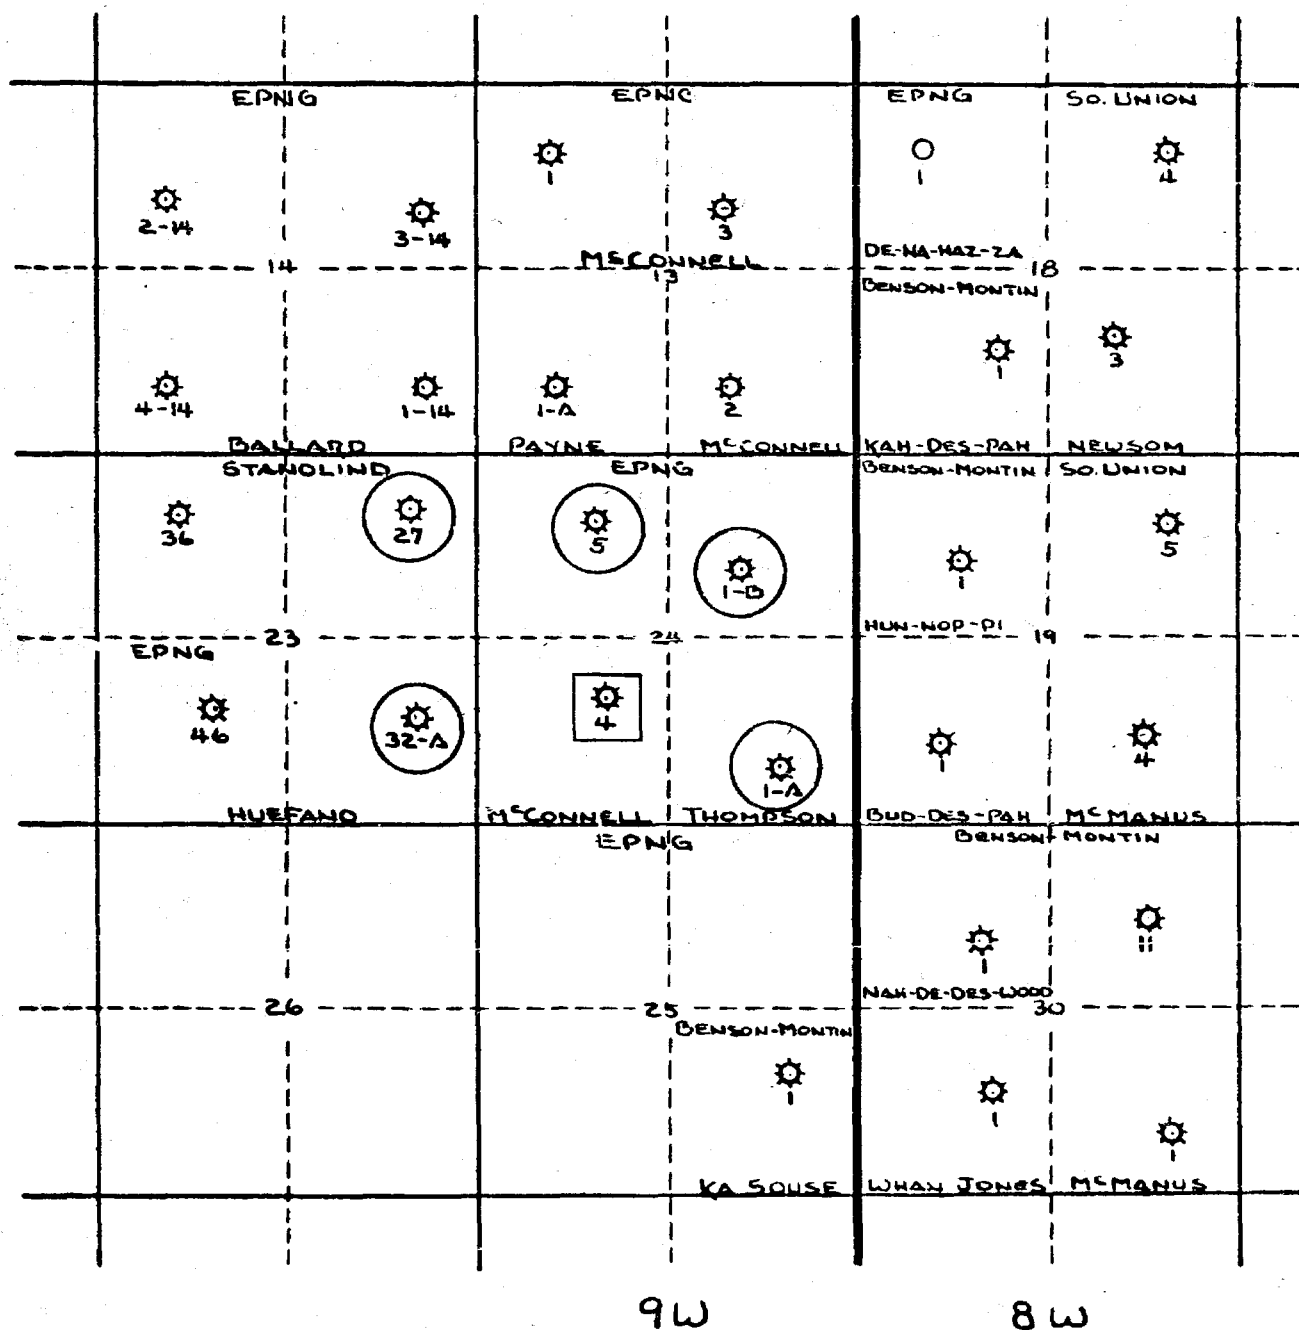 EPNG EPNG EPNG SO. UNION
1 1 4
2-14 3-14 3
DE-NA-HAZ-ZA
MCCONNELL
14 13 18
BENSON-MONTIN
1 3
4-14 1-14 1-A 2
BALLARD PAYNE MCCONNELL KAH-DES-PAH NEWSOM
STANOLIND EPNG BENSON-MONTIN SO. UNION
36 27 5 5
1-B 1
HUN-NOP-PI
23 24 19
EPNG
46 32-A 4 1 4
1-A
HUEFANO MCCONNELL THOMPSON BUD-DES-PAH MCMANUS
EPNG BENSON-MONTIN
1 11
NAH-DE-DES-WOOD
26 25 30
BENSON-MONTIN
1 1
1
KA SOUSE WHAN JONES MCMANUS
9W 8W